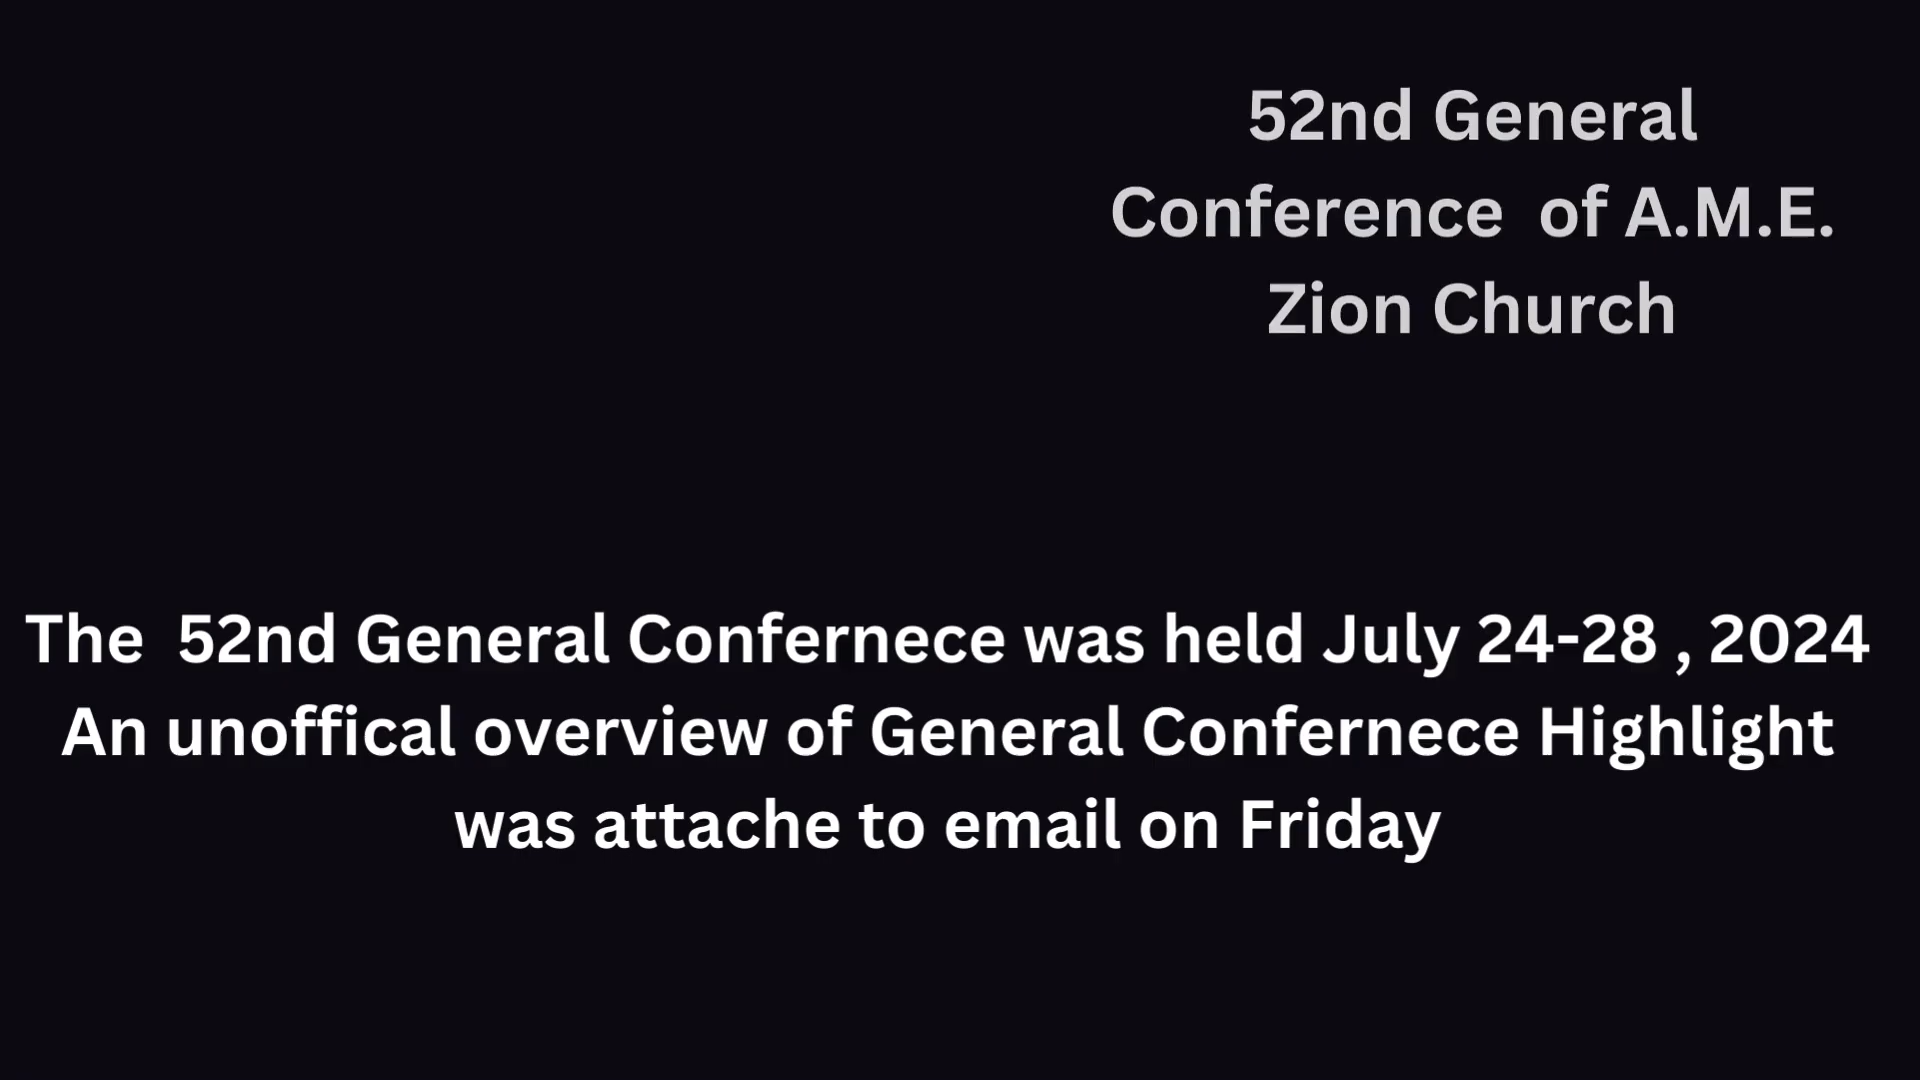 52nd General
Conference  of A.M.E.
Zion Church
The  52nd General Confernece was held July 24-28 , 2024
An unoffical overview of General Confernece Highlight
was attache to email on Friday